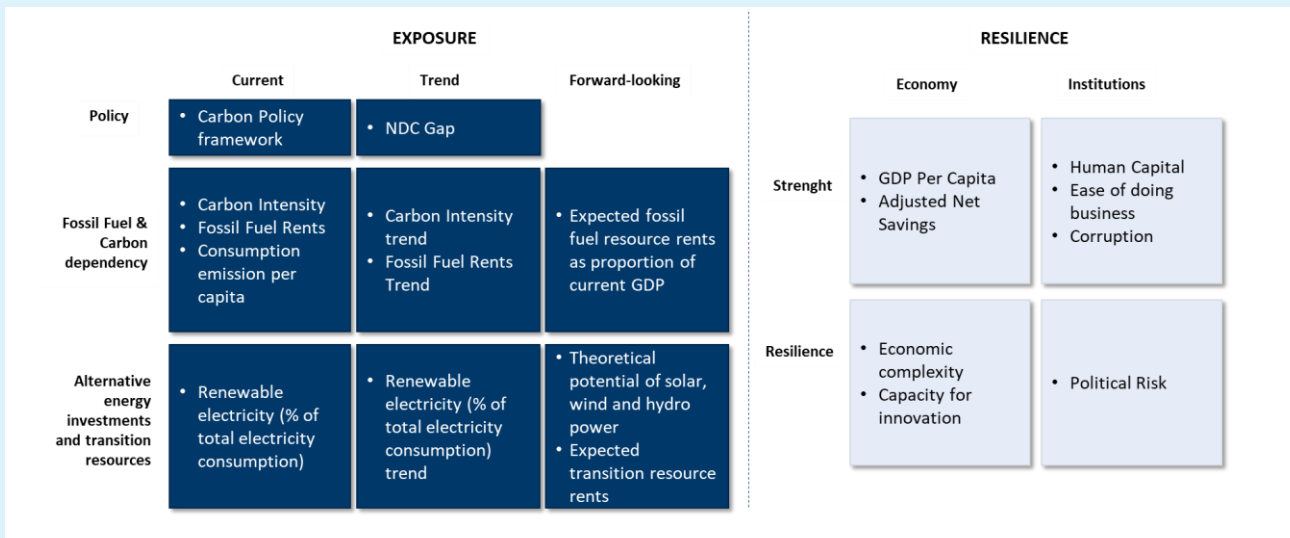 EXPOSURE
Current
Trend
Forward-looking
Policy
• Carbon Policy
framework
• NDC Gap
Fossil Fuel &
Carbon
dependency
• Carbon Intensity
• Fossil Fuel Rents
• Consumption
emission per
capita
• Carbon Intensity
trend
• Fossil Fuel Rents
Trend
• Expected fossil
fuel resource rents
as proportion of
current GDP
Alternative
energy
investments
and transition
resources
• Renewable
electricity (% of
total electricity
consumption)
• Renewable
electricity (% of
total electricity
consumption)
trend
• Theoretical
potential of solar,
wind and hydro
power
• Expected
transition resource
rents
RESILIENCE
Economy
Institutions
Strenght
• GDP Per Capita
• Adjusted Net
Savings
• Human Capital
• Ease of doing
business
• Corruption
Resilience
• Economic
complexity
• Capacity for
innovation
• Political Risk